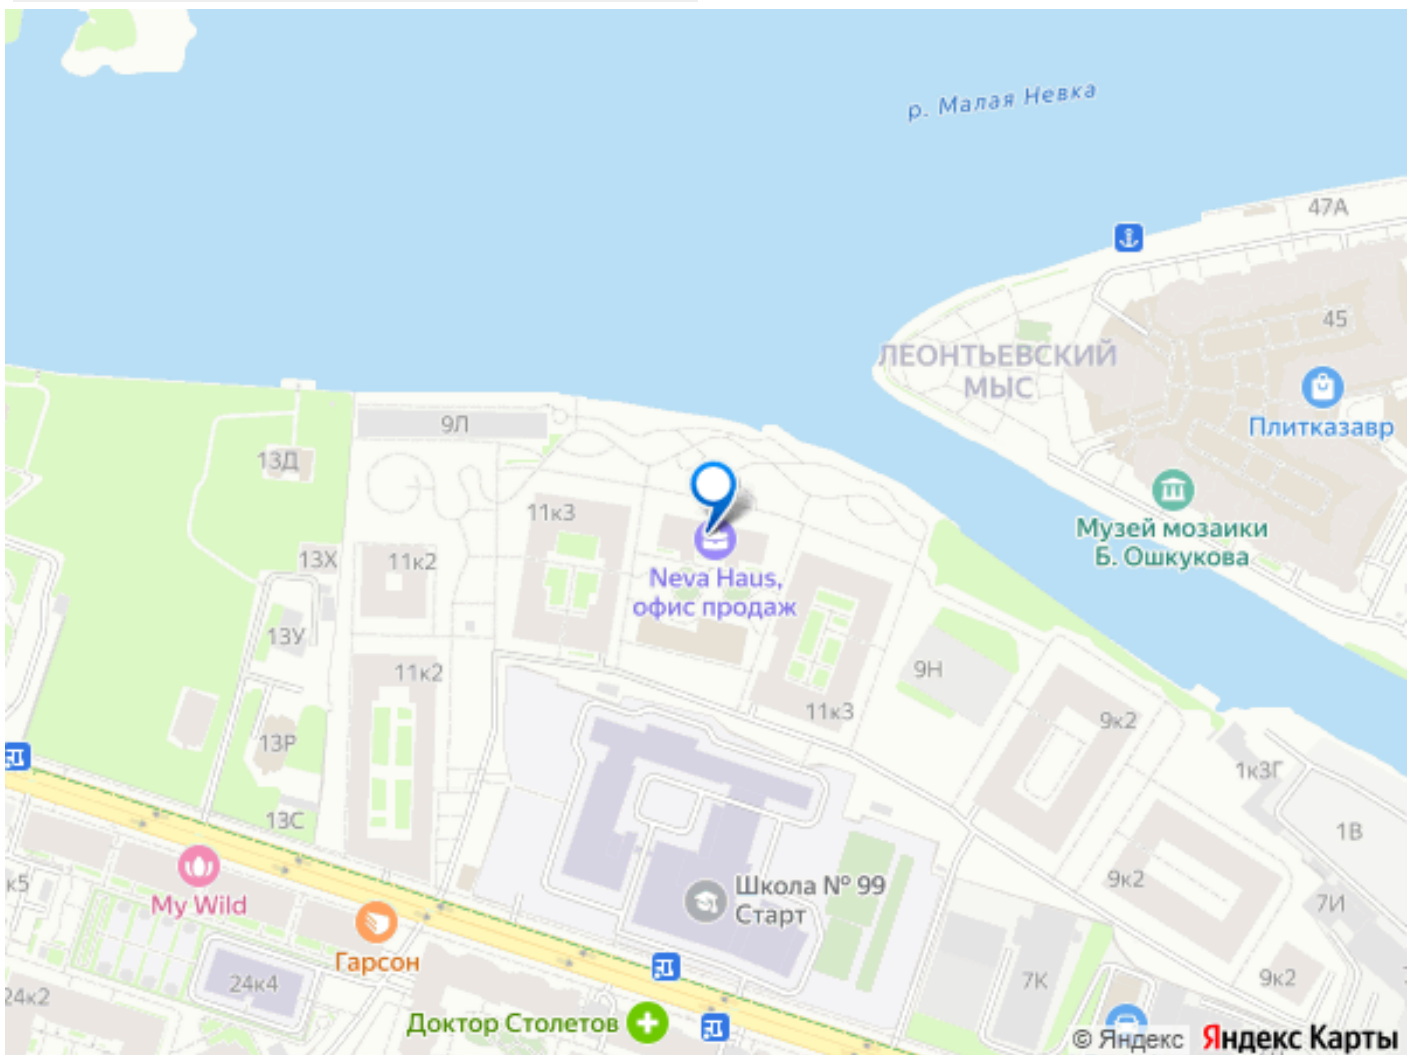 р. Малая Невка
47А
45
ЛЕОНТЬЕВСКИЙ
МЫС
Плитказавр
9Л
13Д
Музей мозаики
Б. Ошкукова
11к3
13Х
11к2
Neva Haus,
офис продаж
13У
11к2
9Н
11к3
9к2
13Р
1к3Г
13С
1В
к5
My Wild
Школа № 99
Старт
9к2
7И
Гарсон
24к4
7К
9к2
24к2
Доктор Столетов
© Яндекс Яндекс Карты